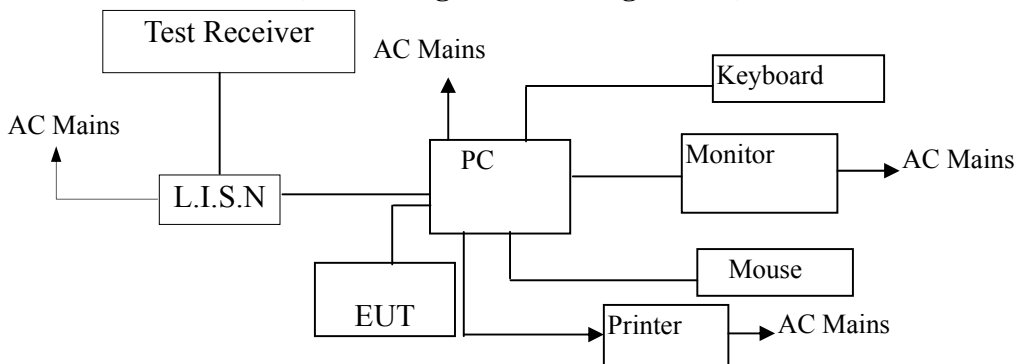 Test Receiver
AC Mains
Keyboard
AC Mains
PC
Monitor
AC Mains
L.I.S.N
Mouse
EUT
Printer
AC Mains